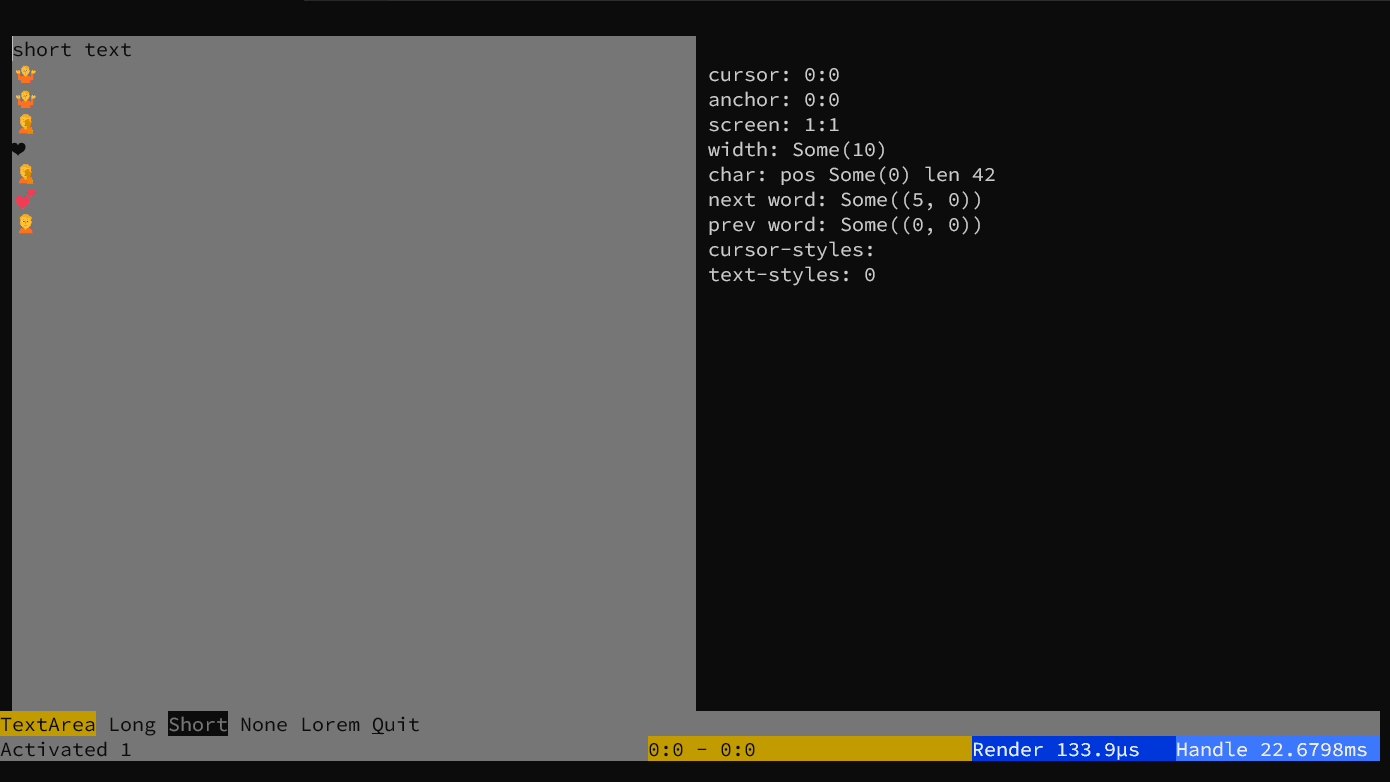 short text
🤷
🤷
🤦
❤
🤦
💕
🙍
cursor: 0:0
anchor: 0:0
screen: 1:1
width: Some(10)
char: pos Some(0) len 42
next word: Some((5, 0))
prev word: Some((0, 0))
cursor-styles:
text-styles: 0
TextArea Long Short None Lorem Quit
Activated 1 0:0 - 0:0 Render 133.9µs Handle 22.6798ms